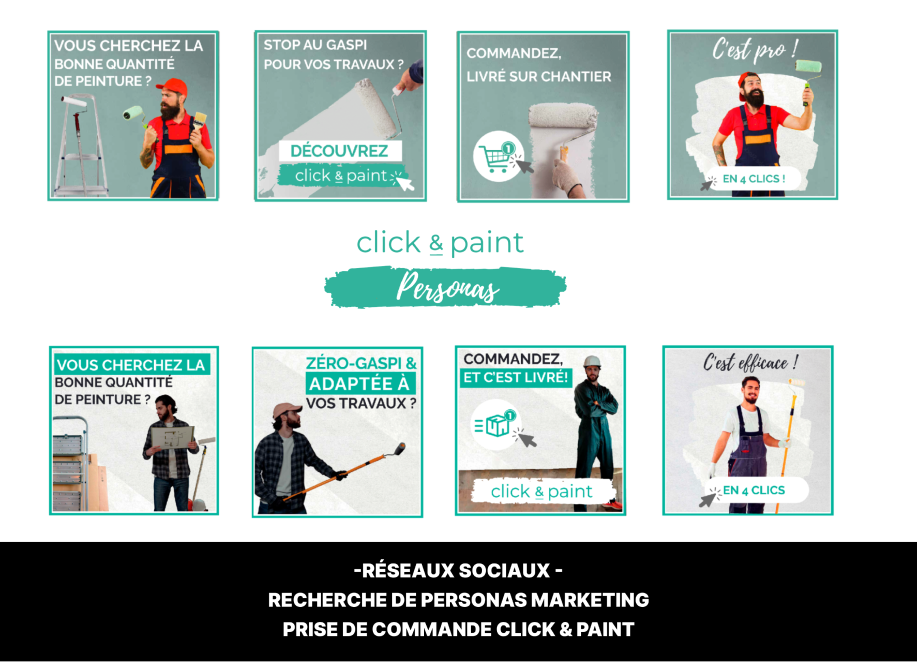 VOUS CHERCHEZ LA
BONNE QUANTITÉ
DE PEINTURE ?
STOP AU GASPI
POUR VOS TRAVAUX ?
DÉCOUVREZ
click & paint
COMMANDEZ,
LIVRÉ SUR CHANTIER
1
C'est pro !
EN 4 CLICS !
click & paint
Personas
VOUS CHERCHEZ LA
BONNE QUANTITÉ
DE PEINTURE ?
ZÉRO-GASPI &
ADAPTÉE À
VOS TRAVAUX ?
COMMANDEZ,
ET C'EST LIVRÉ!
1
click & paint
C'est efficace !
EN 4 CLICS
-RÉSEAUX SOCIAUX -
RECHERCHE DE PERSONAS MARKETING
PRISE DE COMMANDE CLICK & PAINT